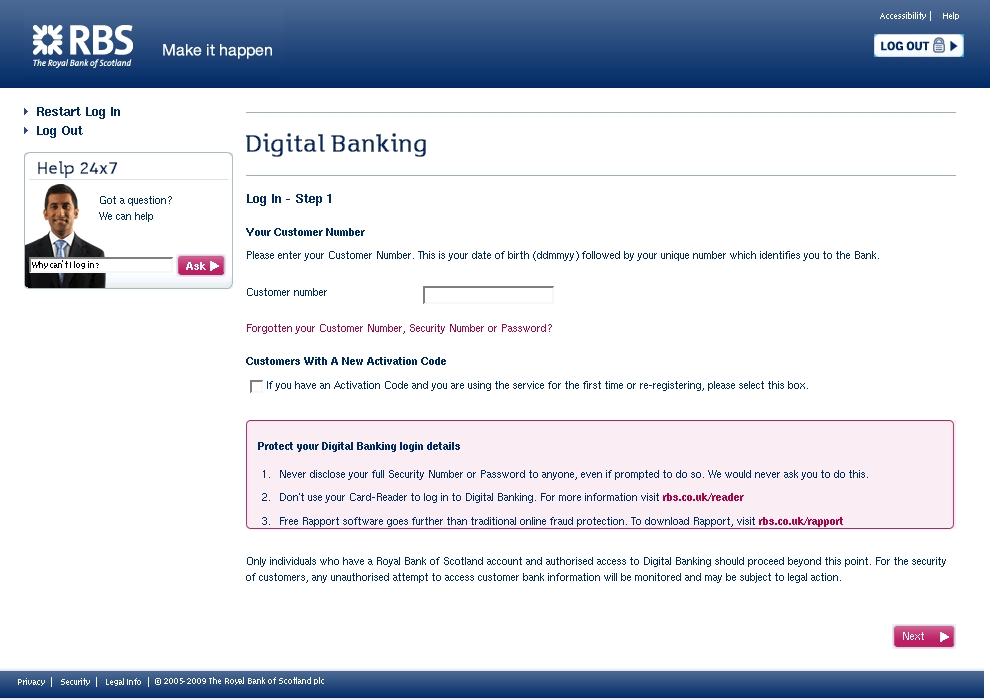 Accessibility | Help
RBS
The Royal Bank of Scotland
Make it happen
LOG OUT
Restart Log In
Log Out
Help 24x7
Got a question?
We can help
Why can't I log in?
Ask
Digital Banking
Log In - Step 1
Your Customer Number
Please enter your Customer Number. This is your date of birth (ddmmyy) followed by your unique number which identifies you to the Bank.
Customer number
Forgotten your Customer Number, Security Number or Password?
Customers With A New Activation Code
If you have an Activation Code and you are using the service for the first time or re-registering, please select this box.
Protect your Digital Banking login details
1. Never disclose your full Security Number or Password to anyone, even if prompted to do so. We would never ask you to do this.
2. Don't use your Card-Reader to log in to Digital Banking. For more information visit rbs.co.uk/reader
3. Free Rapport software goes further than traditional online fraud protection. To download Rapport, visit rbs.co.uk/rapport
Only individuals who have a Royal Bank of Scotland account and authorised access to Digital Banking should proceed beyond this point. For the security
of customers, any unauthorised attempt to access customer bank information will be monitored and may be subject to legal action.
Next
Privacy | Security | Legal Info | © 2005-2009 The Royal Bank of Scotland plc